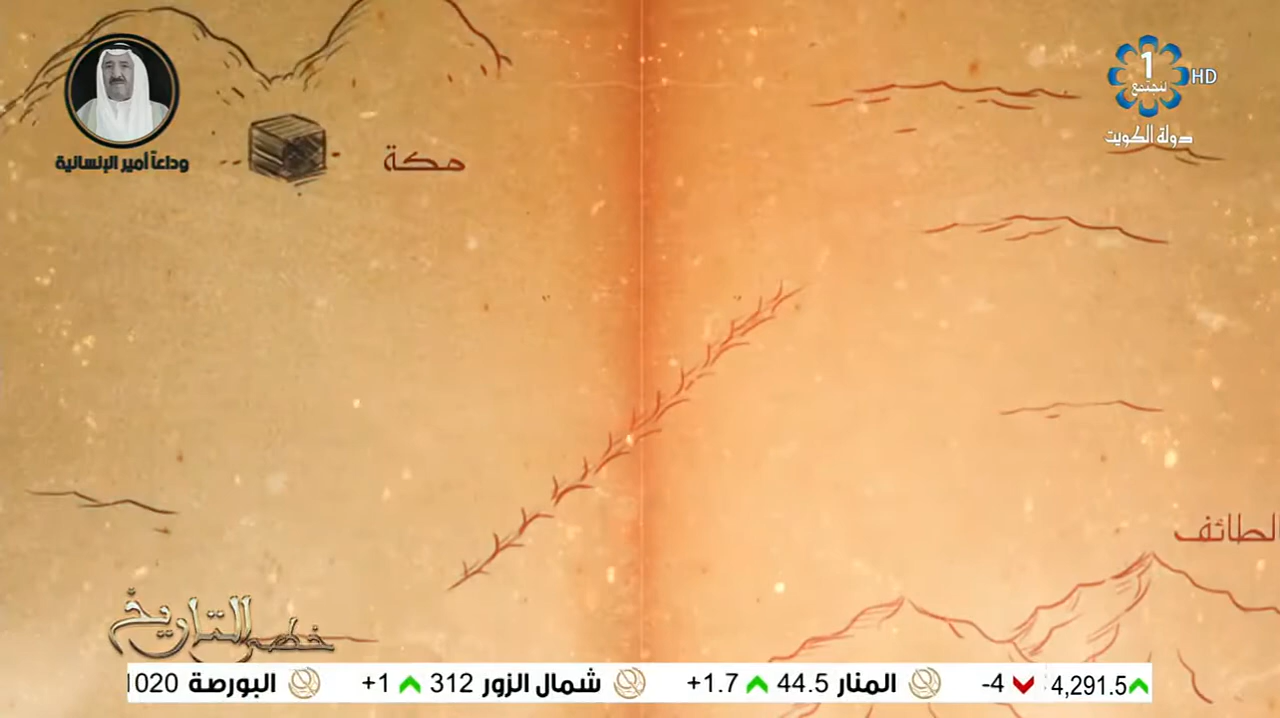 1
لنجتمع
HD
دولة الكويت
وداعاً أمير الإنسانية
مكة
الطائف
التاريخ
4,291.5
-4
المنار 44.5 +1.7
شمال الزور 312 +1
البورصة 1020